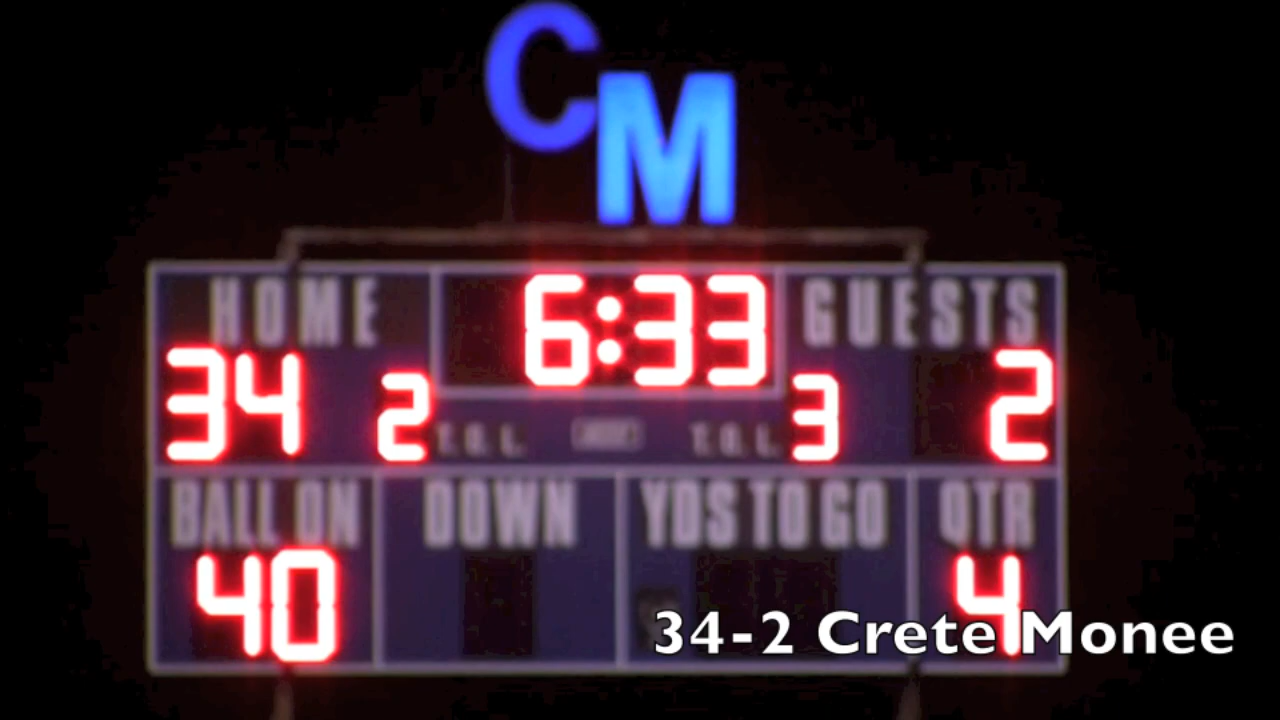 C
M
HOME 6:33 GUESTS
34 2 T.O.L. T.O.L. 3 2
BALL ON DOWN YDS TO GO QTR
40 4
34-2 Crete Monee